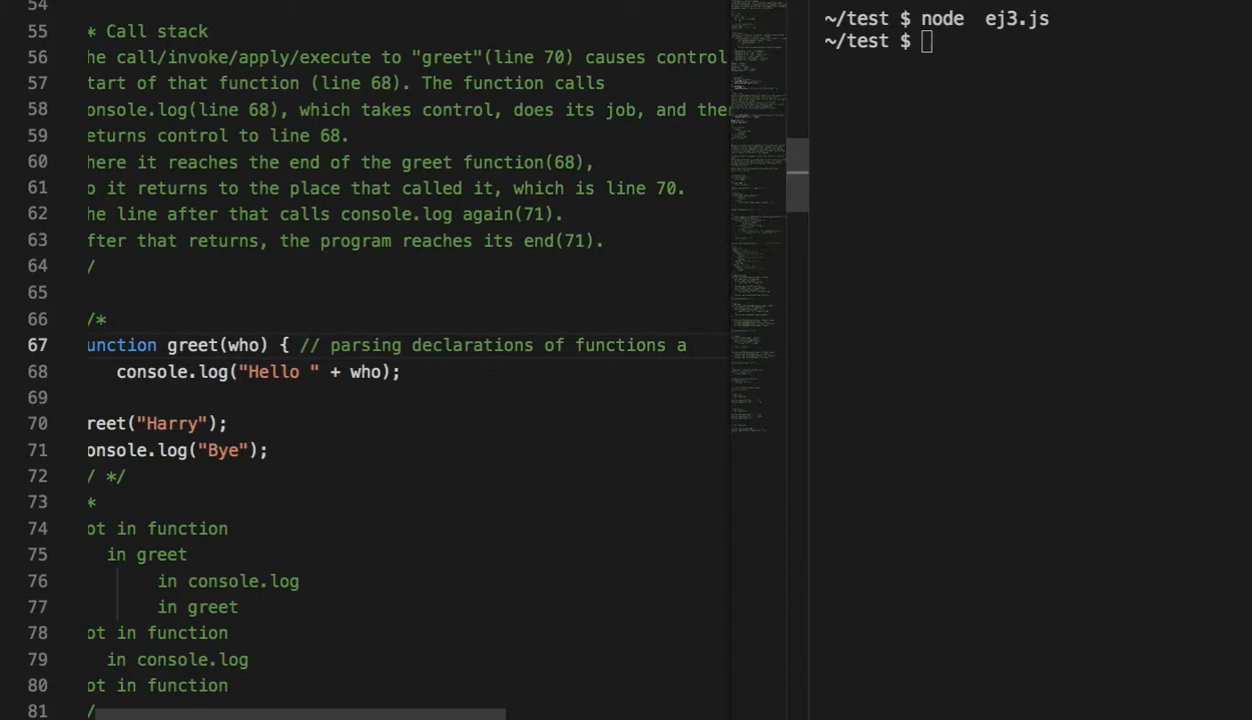 54
55 * Call stack
56 he call/invoke/apply/execute to "greet"(line 70) causes control
57 tart of that function (line 68). The function calls
58 onsole.log(line 68), which takes control, does its job, and then
59 eturns control to line 68.
60 here it reaches the end of the greet function(68),
61 o it returns to the place that called it, which is line 70.
62 he line after that calls console.log again(71).
63 fter that returns, the program reaches its end(71).
64 /
65
66 /*
67 unction greet(who) { // parsing declarations of functions a
68 console.log("Hello " + who);
69
70 reet("Harry");
71 onsole.log("Bye");
72 / */
73 *
74 ot in function
75 in greet
76 in console.log
77 in greet
78 ot in function
79 in console.log
80 ot in function
81 /
~/test $ node  ej3.js
~/test $